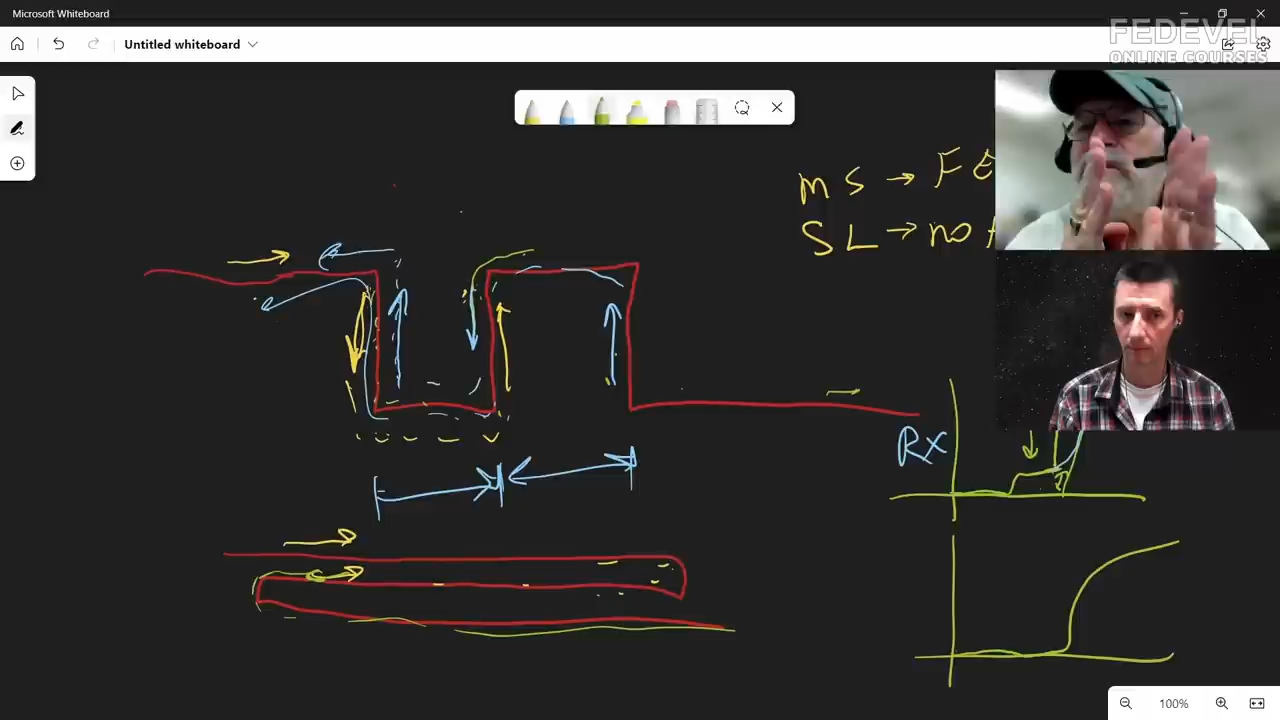 Microsoft Whiteboard
FEDEVEL
ONLINE COURSES
Untitled whiteboard
MS → FE
SL → no
RX
100%